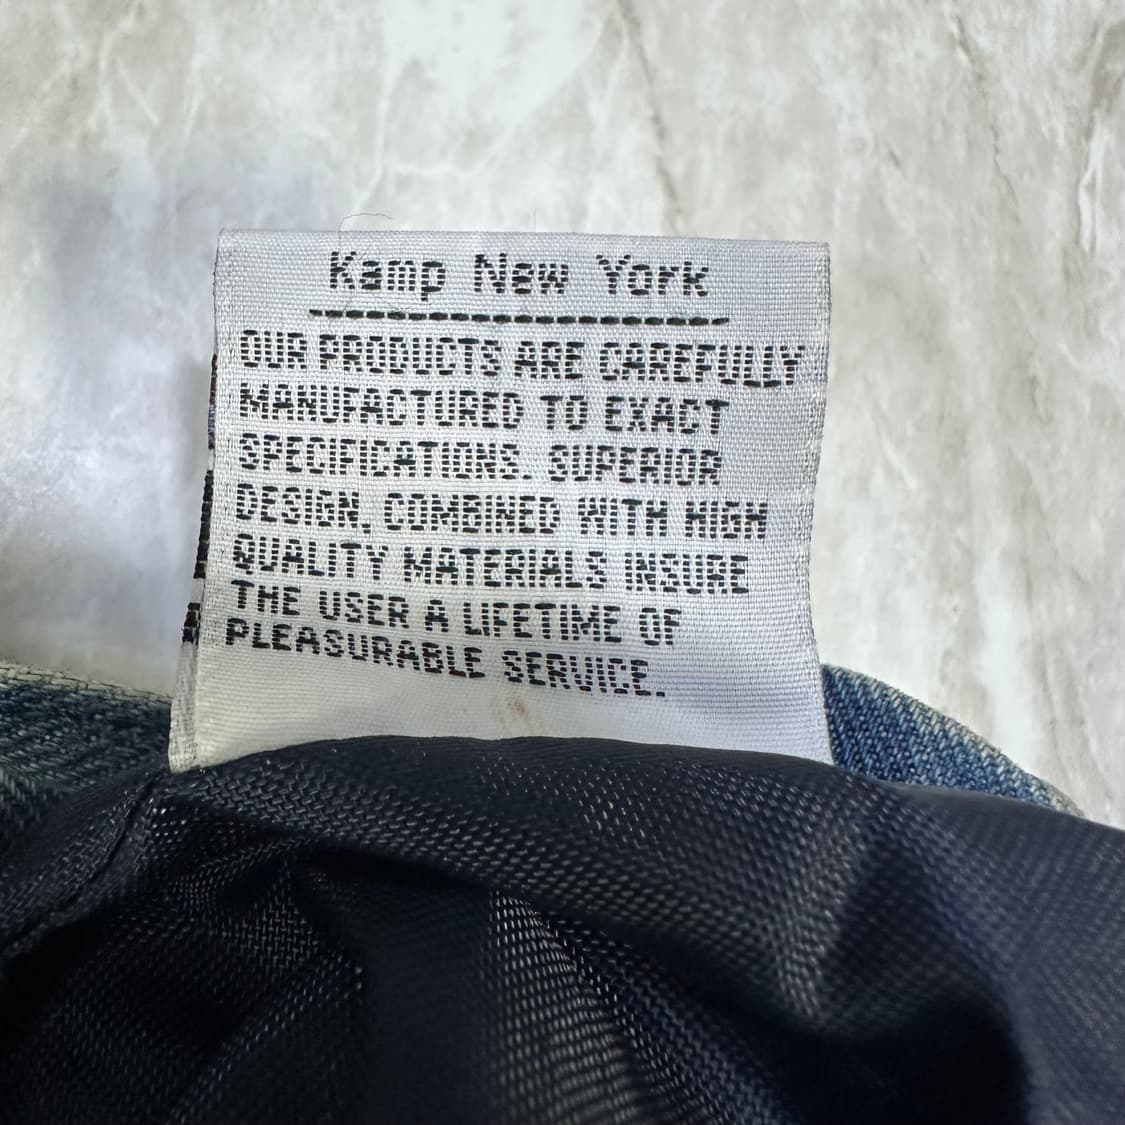 Kamp New York
OUR PRODUCTS ARE CAREFULLY
MANUFACTURED TO EXACT
SPECIFICATIONS. SUPERIOR
DESIGN, COMBINED WITH HIGH
QUALITY MATERIALS INSURE
THE USER A LIFETIME OF
PLEASURABLE SERVICE.